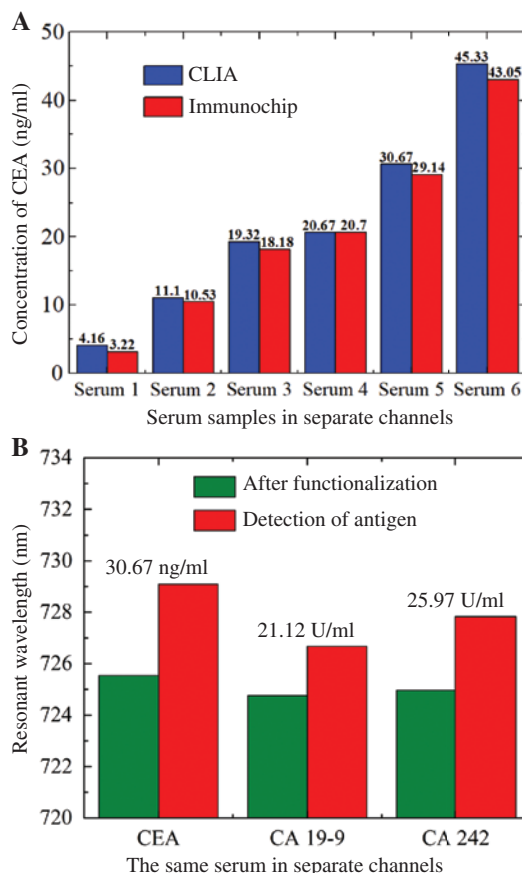 A
50
40
30
20
10
0
Concentration of CEA (ng/ml)
CLIA
Immunochip
4.16
3.22
11.1
10.53
19.32
18.18
20.67
20.7
30.67
29.14
45.33
43.05
Serum 1 Serum 2 Serum 3 Serum 4 Serum 5 Serum 6
Serum samples in separate channels
B
734
732
730
728
726
724
722
720
Resonant wavelength (nm)
After functionalization
Detection of antigen
30.67 ng/ml
21.12 U/ml
25.97 U/ml
CEA CA 19-9 CA 242
The same serum in separate channels